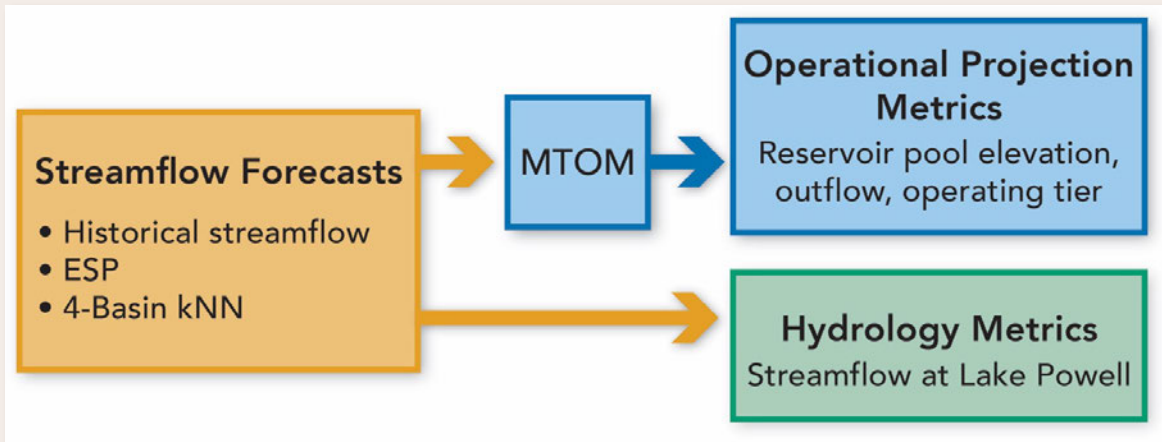 Streamflow Forecasts
• Historical streamflow
• ESP
• 4-Basin kNN
MTOM
Operational Projection
Metrics
Reservoir pool elevation,
outflow, operating tier
Hydrology Metrics
Streamflow at Lake Powell